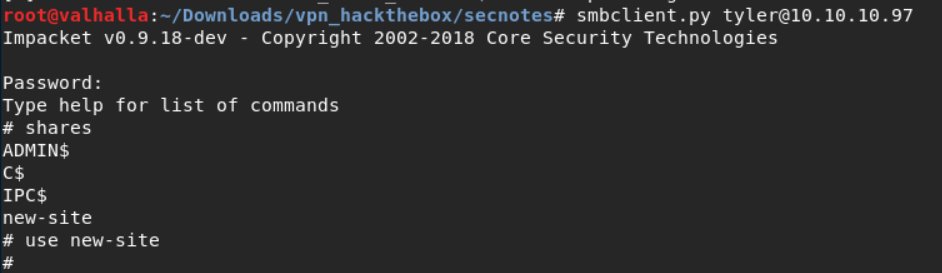 root@valhalla:~/Downloads/vpn_hackthebox/secnotes# smbclient.py tyler@10.10.10.97
Impacket v0.9.18-dev - Copyright 2002-2018 Core Security Technologies
Password:
Type help for list of commands
# shares
ADMIN$
C$
IPC$
new-site
# use new-site
#